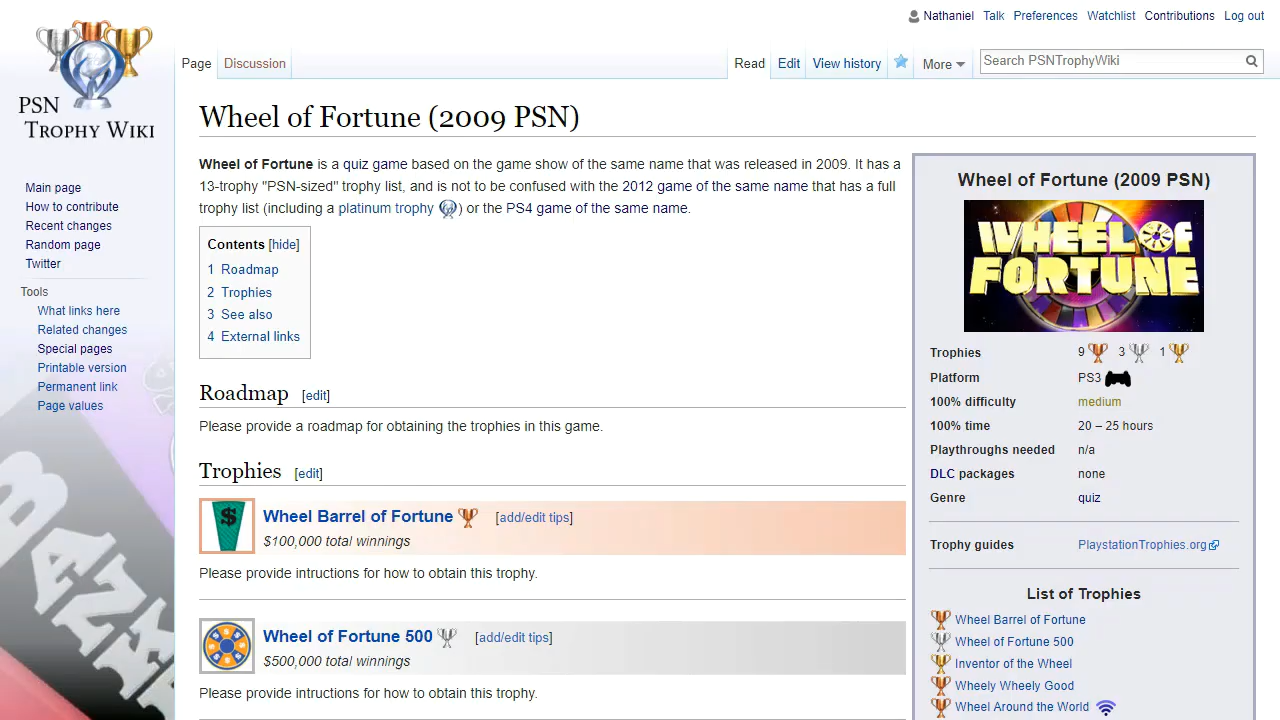 Nathaniel Talk Preferences Watchlist Contributions Log out
PSN
TROPHY WIKI
Page Discussion Read Edit View history More Search PSNTrophyWiki
Wheel of Fortune (2009 PSN)
Main page
How to contribute
Recent changes
Random page
Twitter
Tools
What links here
Related changes
Special pages
Printable version
Permanent link
Page values
Wheel of Fortune is a quiz game based on the game show of the same name that was released in 2009. It has a
13-trophy "PSN-sized" trophy list, and is not to be confused with the 2012 game of the same name that has a full
trophy list (including a platinum trophy ) or the PS4 game of the same name.
Contents [hide]
1 Roadmap
2 Trophies
3 See also
4 External links
Roadmap [edit]
Please provide a roadmap for obtaining the trophies in this game.
Trophies [edit]
$
Wheel Barrel of Fortune [add/edit tips]
$100,000 total winnings
Please provide intructions for how to obtain this trophy.
Wheel of Fortune 500 [add/edit tips]
$500,000 total winnings
Please provide intructions for how to obtain this trophy.
Wheel of Fortune (2009 PSN)
WHEEL OF
FORTUNE
Trophies 9 3 1
Platform PS3
100% difficulty medium
100% time 20 – 25 hours
Playthroughs needed n/a
DLC packages none
Genre quiz
Trophy guides PlaystationTrophies.org
List of Trophies
Wheel Barrel of Fortune
Wheel of Fortune 500
Inventor of the Wheel
Wheely Wheely Good
Wheel Around the World